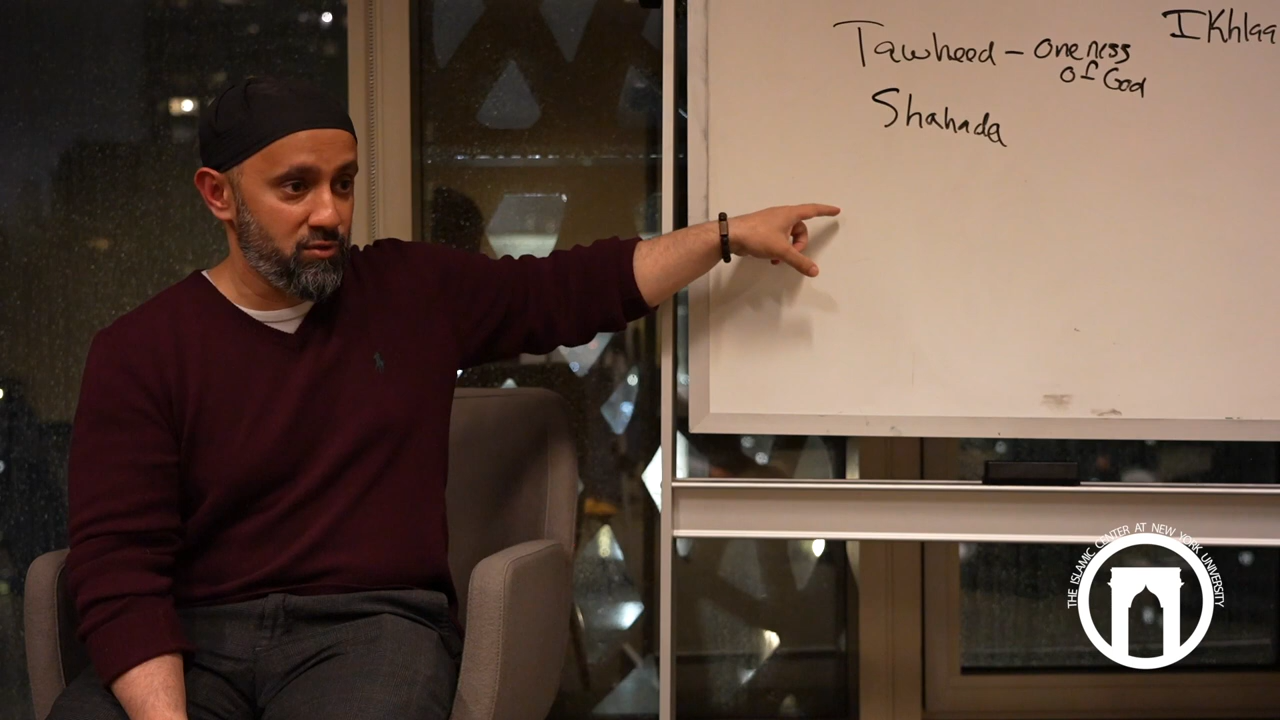 Tawheed – Oneness
of God
Shahada
IKhlaa
THE ISLAMIC CENTER AT NEW YORK UNIVERSITY